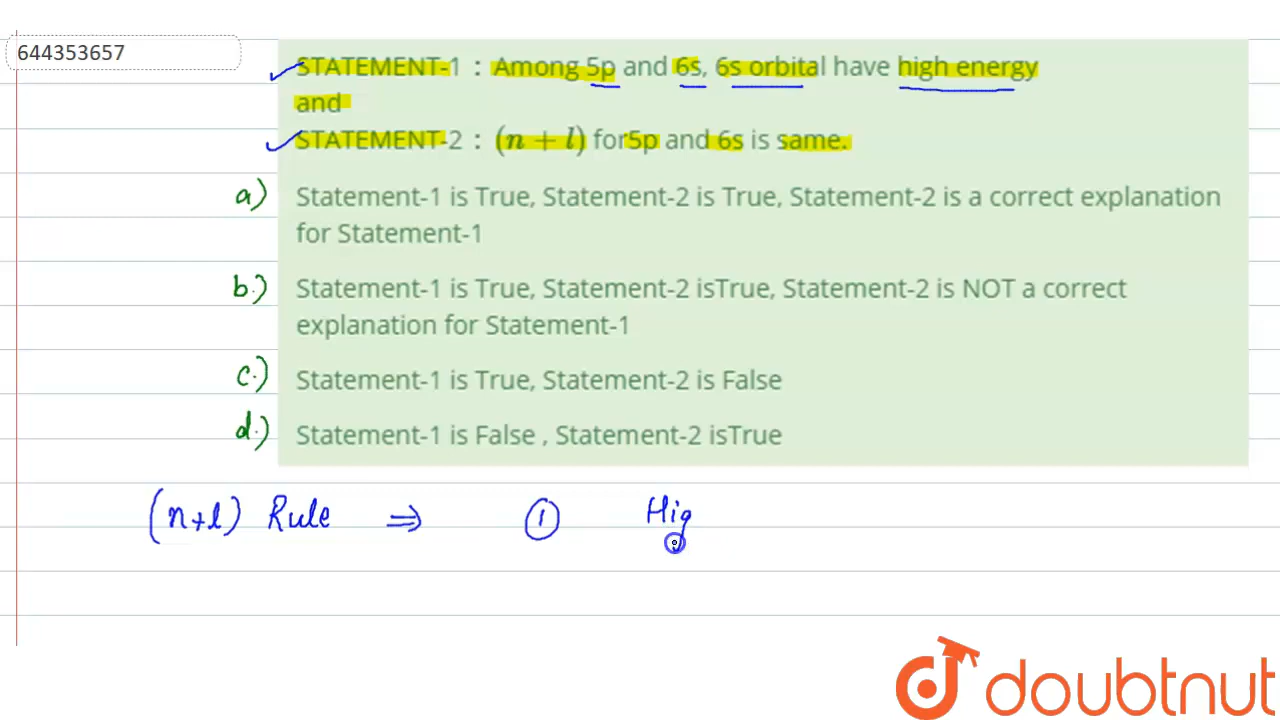 644353657
STATEMENT-1 : Among 5p and 6s, 6s orbital have high energy
and
STATEMENT-2 : (n + l) for 5p and 6s is same.
a) Statement-1 is True, Statement-2 is True, Statement-2 is a correct explanation
for Statement-1
b.) Statement-1 is True, Statement-2 isTrue, Statement-2 is NOT a correct
explanation for Statement-1
c.) Statement-1 is True, Statement-2 is False
d.) Statement-1 is False , Statement-2 isTrue
(n+l) Rule ⇒ ① Hig
doubtnut